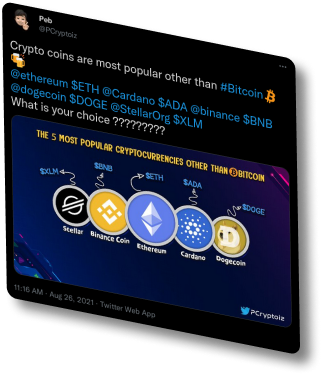 Peb
@PCryptoiz
Crypto coins are most popular other than #Bitcoin
@ethereum $ETH @Cardano $ADA @binance $BNB
@dogecoin $DOGE @StellarOrg $XLM
What is your choice ?????????
THE 5 MOST POPULAR CRYPTOCURRENCIES OTHER THAN BITCOIN
$XLM
$BNB
$ETH
$ADA
$DOGE
Stellar
Binance Coin
Ethereum
Cardano
Dogecoin
PCryptoiz
11:16 AM · Aug 26, 2021 · Twitter Web App